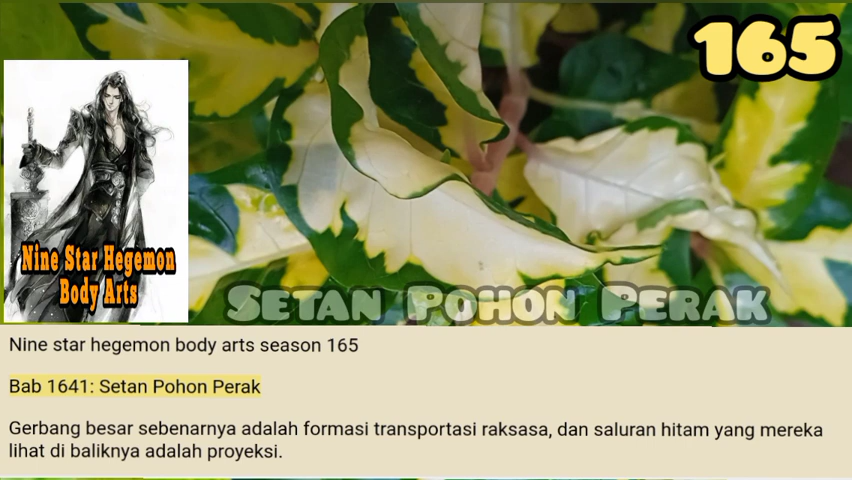 165
Nine Star Hegemon
Body Arts
Setan Pohon Perak
Nine star hegemon body arts season 165
Bab 1641: Setan Pohon Perak
Gerbang besar sebenarnya adalah formasi transportasi raksasa, dan saluran hitam yang mereka
lihat di baliknya adalah proyeksi.